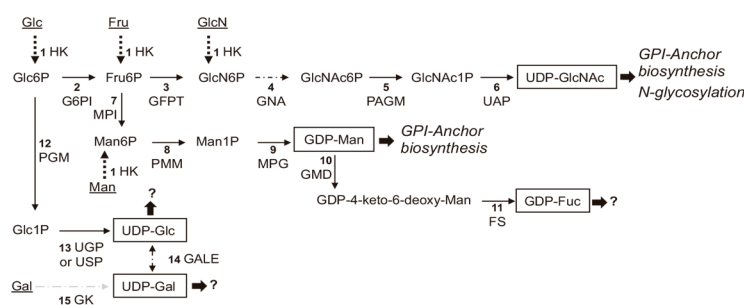 Glc Fru GlcN
1 HK 1 HK 1 HK
Glc6P Fru6P GlcN6P GlcNAc6P GlcNAc1P UDP-GlcNAc
GPI-Anchor
biosynthesis
N-glycosylation
2
G6PI
3
GFPT
4
GNA
5
PAGM
6
UAP
7
MPI
12
PGM
Man6P Man1P GDP-Man
8
PMM
9
MPG
GPI-Anchor
biosynthesis
1 HK
Man
10
GMD
?
GDP-4-keto-6-deoxy-Man GDP-Fuc ?
11
FS
Glc1P UDP-Glc
13 UGP
or USP
14 GALE
Gal UDP-Gal ?
15 GK